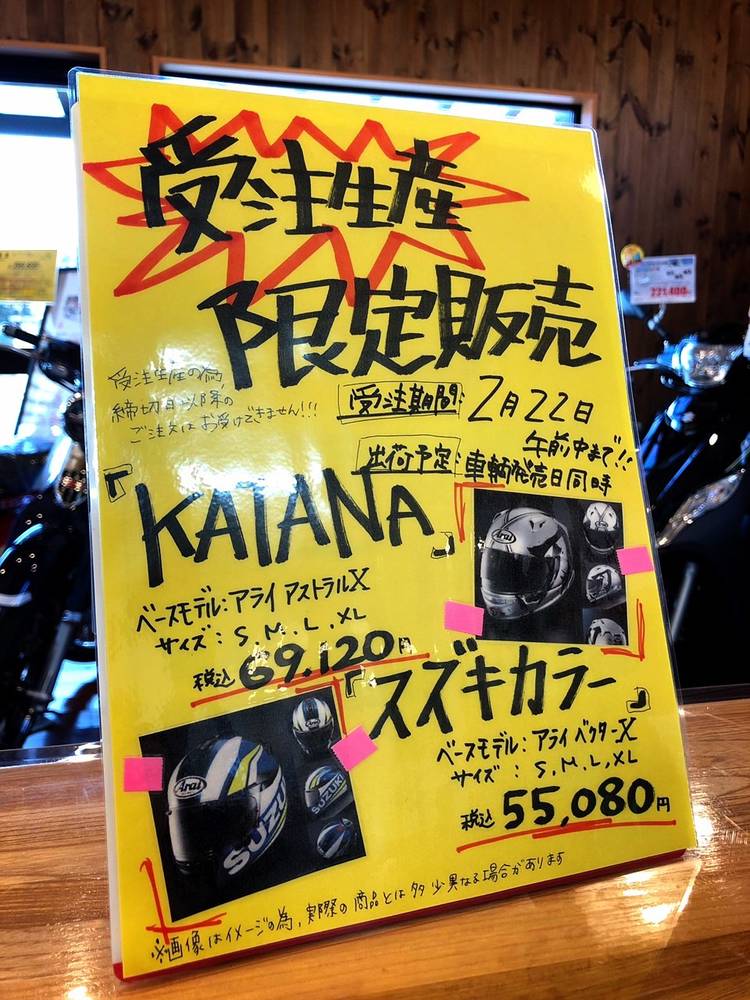 受注生産
限定販売
受注生産の為、
締切日以降の
ご注文はお受けできません!!!
受注期間: 2月22日
午前中まで!!
出荷予定: 車輌発売日同時
『KATANA』
ベースモデル: アライ アストラルX
サイズ: S, M, L, XL
税込 69,120円
Arai
『スズキカラー』
ベースモデル: アライ ベクターX
サイズ : S, M, L, XL
税込 55,080円
Arai
SUZUKI
SUZUKI
※画像はイメージの為、実際の商品とは多少異なる場合があります